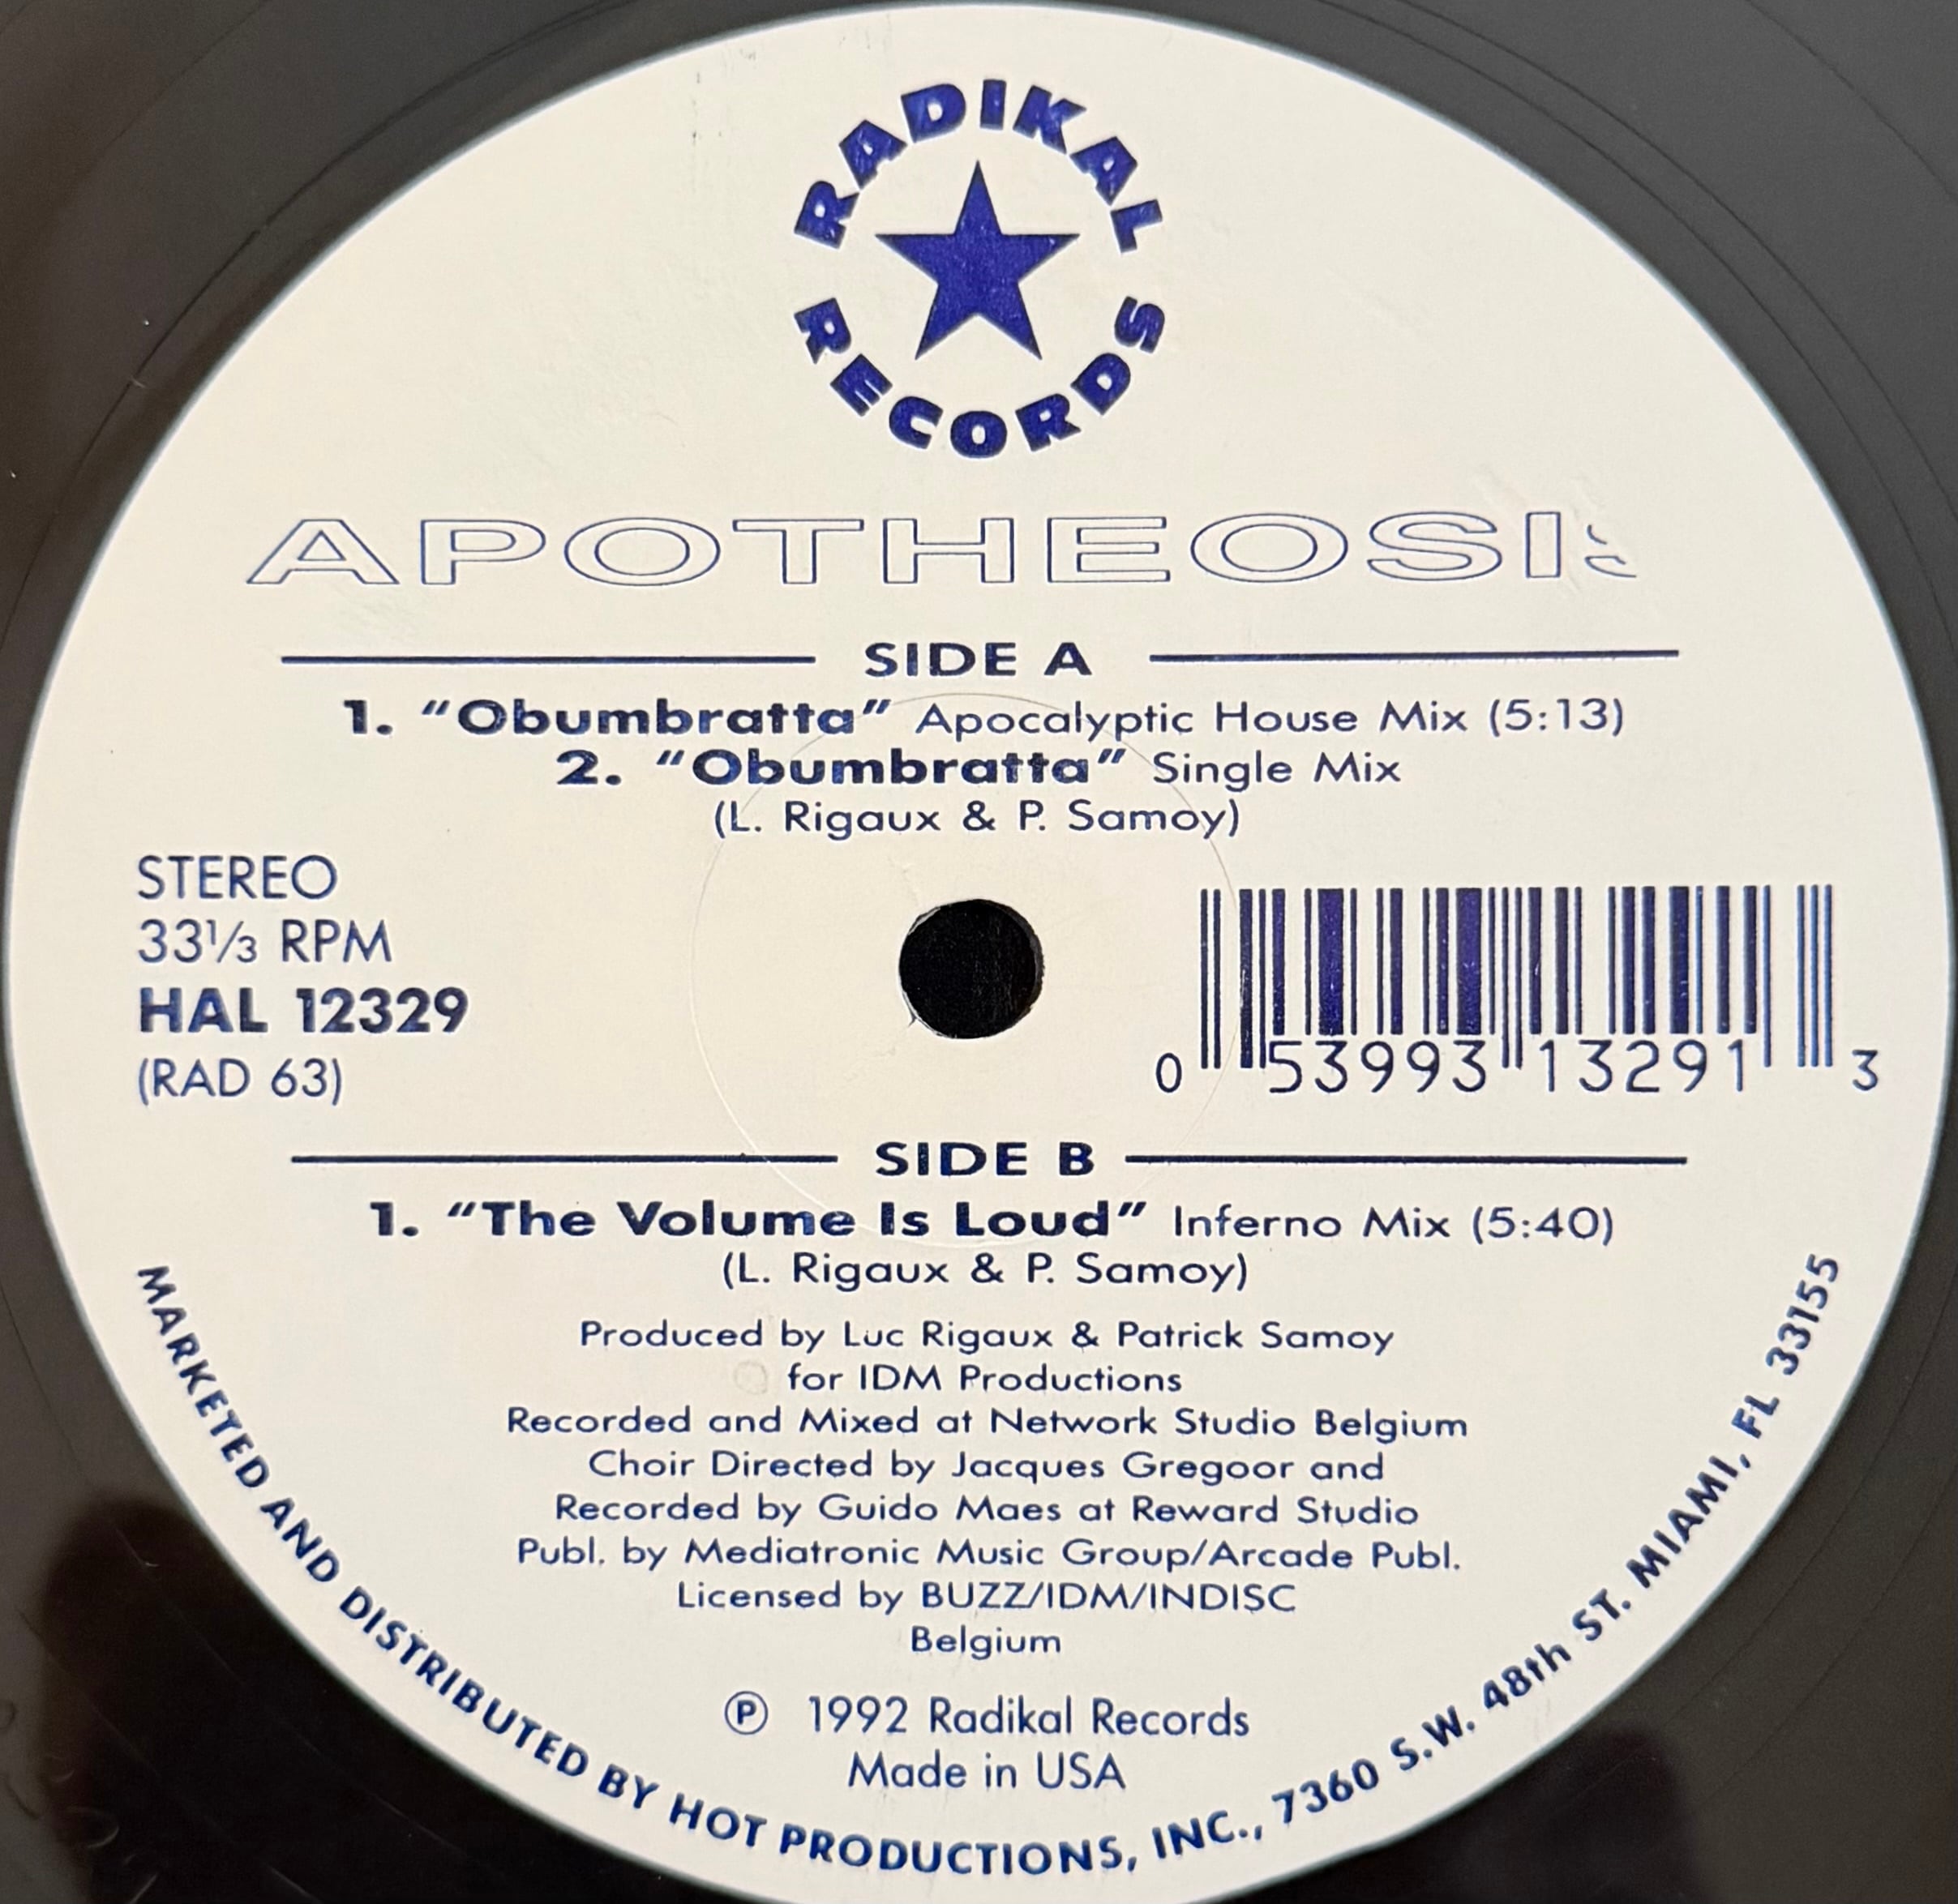 RADIKAL
RECORDS
APOTHEOSIS
SIDE A
1. "Obumbratta" Apocalyptic House Mix (5:13)
2. "Obumbratta" Single Mix
(L. Rigaux & P. Samoy)
STEREO
33⅓ RPM
HAL 12329
(RAD 63)
0 53993 13291 3
SIDE B
1. "The Volume Is Loud" Inferno Mix (5:40)
(L. Rigaux & P. Samoy)
Produced by Luc Rigaux & Patrick Samoy
for IDM Productions
Recorded and Mixed at Network Studio Belgium
Choir Directed by Jacques Gregoor and
Recorded by Guido Maes at Reward Studio
Publ. by Mediatronic Music Group/Arcade Publ.
Licensed by BUZZ/IDM/INDISC
Belgium
Ⓟ 1992 Radikal Records
Made in USA
MARKETED AND DISTRIBUTED BY HOT PRODUCTIONS, INC., 7360 S.W. 48th ST. MIAMI, FL 33155